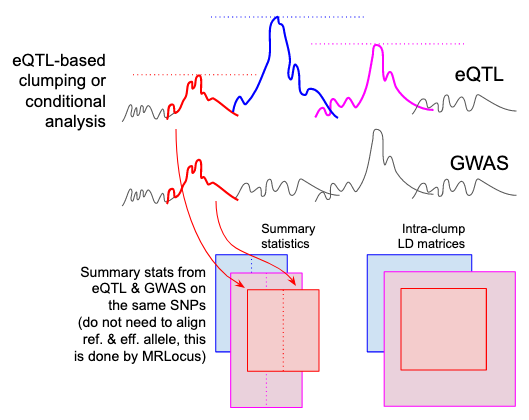 eQTL-based
clumping or
conditional
analysis
eQTL
GWAS
Summary
statistics
Intra-clump
LD matrices
Summary stats from
eQTL & GWAS on
the same SNPs
(do not need to align
ref. & eff. allele, this
is done by MRLocus)